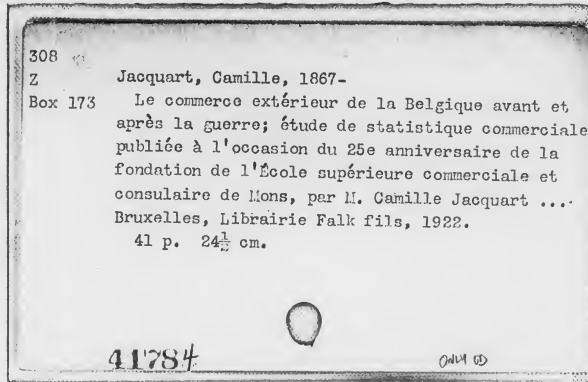 308
Z Jacquart, Camille, 1867-
Box 173 Le commerce extérieur de la Belgique avant et
après la guerre; étude de statistique commerciale
publiée à l'occasion du 25e anniversaire de la
fondation de l'École supérieure commerciale et
consulaire de Mons, par M. Camille Jacquart ...
Bruxelles, Librairie Falk fils, 1922.
41 p. 24½ cm.
41784
ONLY ED